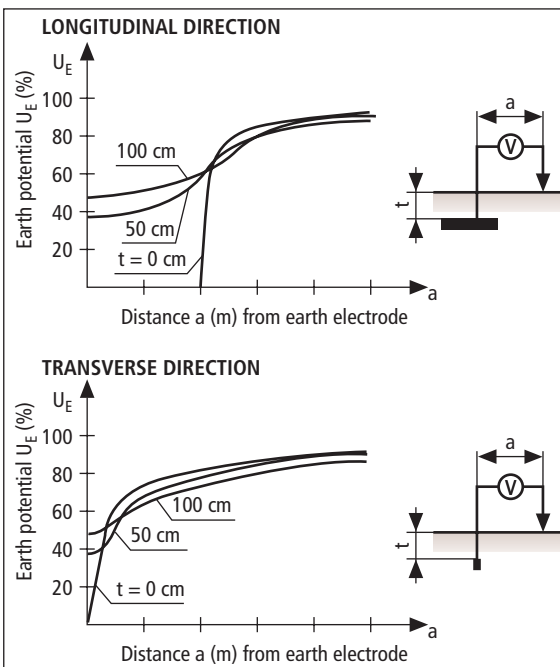 LONGITUDINAL DIRECTION
U_E
Earth potential U_E (%)
100
80
60
40
20
100 cm
50 cm
t = 0 cm
a
Distance a (m) from earth electrode
a
V
t
TRANSVERSE DIRECTION
U_E
Earth potential U_E (%)
100
80
60
40
20
100 cm
50 cm
t = 0 cm
a
Distance a (m) from earth electrode
a
V
t